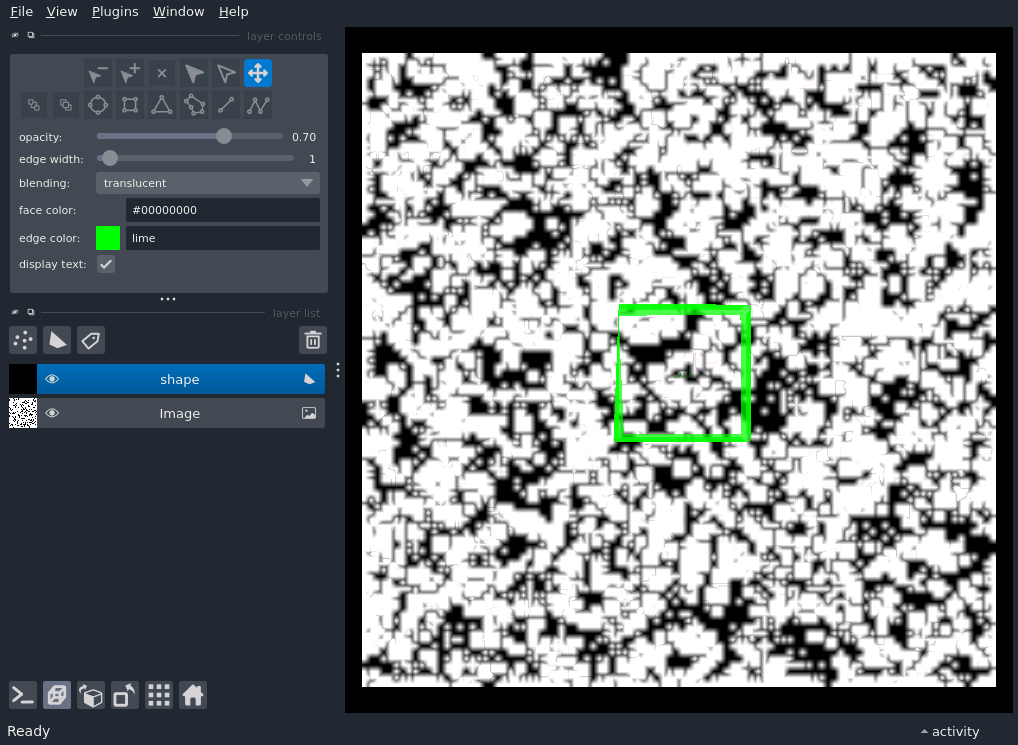 File View Plugins Window Help
layer controls
opacity: 0.70
edge width: 1
blending: translucent
face color: #00000000
edge color: lime
display text:
layer list
shape
Image
Ready
activity